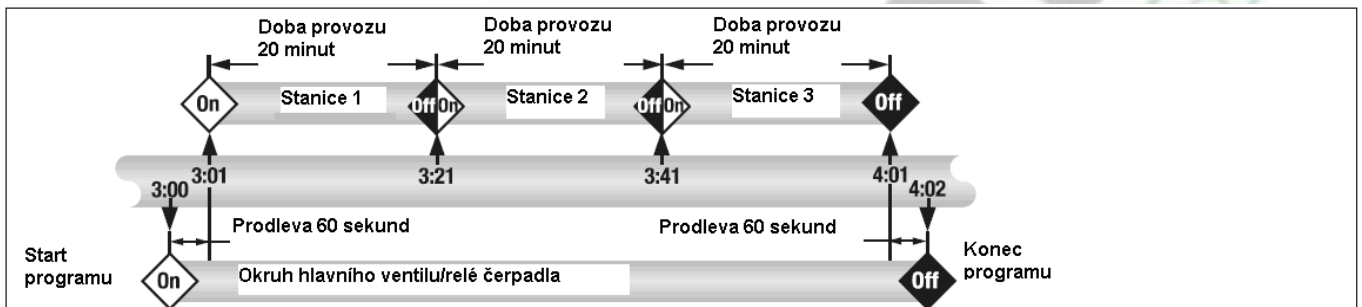 Doba provozu
20 minut
Doba provozu
20 minut
Doba provozu
20 minut
On
Stanice 1
Off
On
Stanice 2
Off
On
Stanice 3
Off
3:00
3:01
3:21
3:41
4:01
4:02
Prodleva 60 sekund
Prodleva 60 sekund
Start
programu
On
Okruh hlavního ventilu/relé čerpadla
Off
Konec
programu